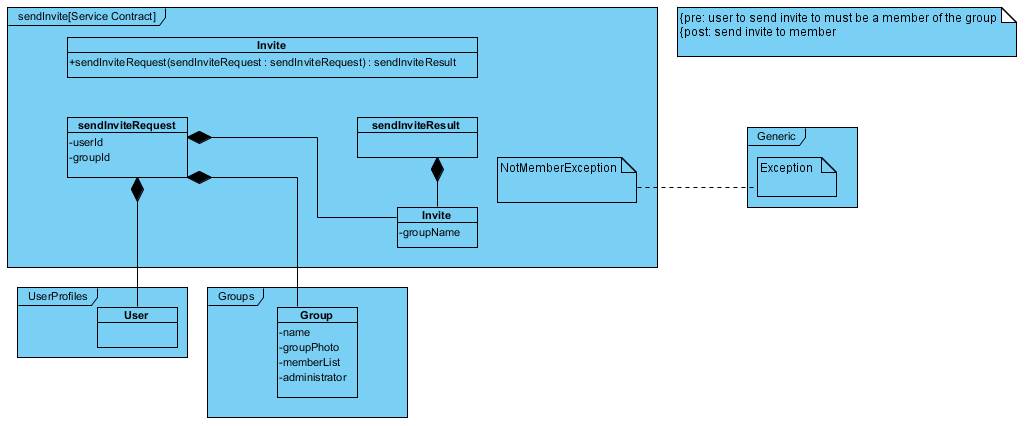 sendInvite[Service Contract]
{pre: user to send invite to must be a member of the group
{post: send invite to member
Invite
+sendInviteRequest(sendInviteRequest : sendInviteRequest) : sendInviteResult
sendInviteRequest
-userId
-groupId
sendInviteResult
NotMemberException
Generic
Exception
Invite
-groupName
UserProfiles
User
Groups
Group
-name
-groupPhoto
-memberList
-administrator